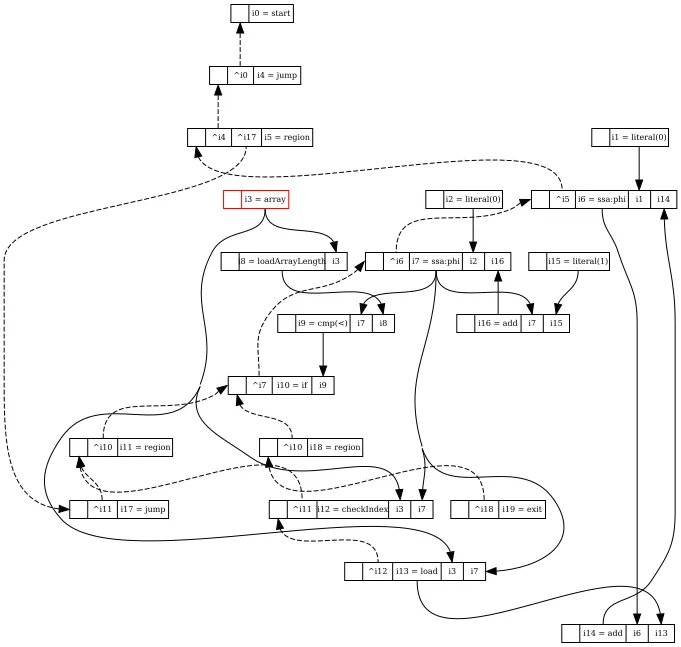 i0 = start
^i0 i4 = jump
^i4 ^i17 i5 = region
i1 = literal(0)
i3 = array
i2 = literal(0)
^i5 i6 = ssa:phi i1 i14
i8 = loadArrayLength i3
^i6 i7 = ssa:phi i2 i16
i15 = literal(1)
i9 = cmp(<) i7 i8
i16 = add i7 i15
^i7 i10 = if i9
^i10 i11 = region
^i10 i18 = region
^i11 i17 = jump
^i11 i12 = checkIndex i3 i7
^i18 i19 = exit
^i12 i13 = load i3 i7
i14 = add i6 i13